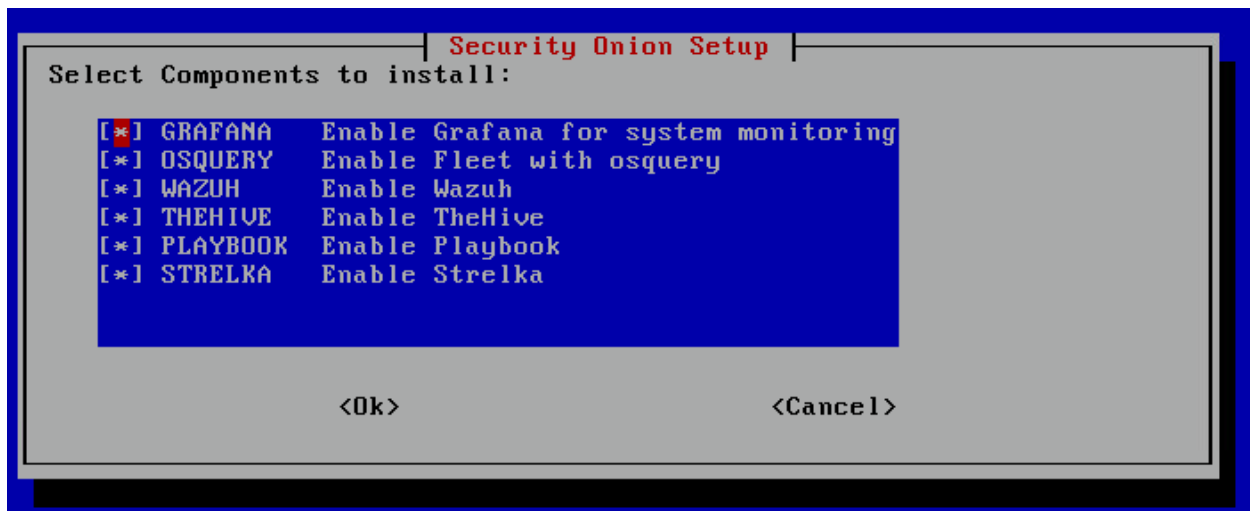 Security Onion Setup
Select Components to install:
[*] GRAFANA Enable Grafana for system monitoring
[*] OSQUERY Enable Fleet with osquery
[*] WAZUH Enable Wazuh
[*] THEHIVE Enable TheHive
[*] PLAYBOOK Enable Playbook
[*] STRELKA Enable Strelka
<Ok> <Cancel>